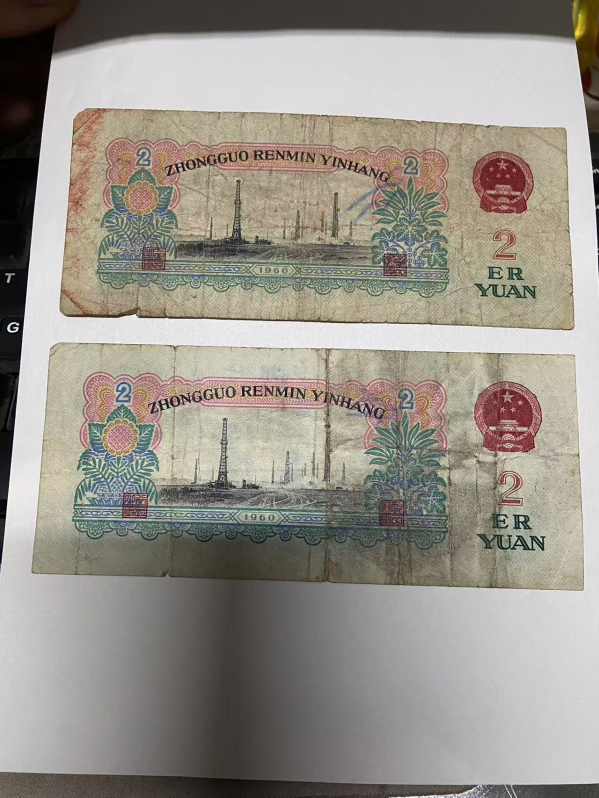 2
ZHONGGUO RENMIN YINHANG
2
2
ER
YUAN
1960
2
ZHONGGUO RENMIN YINHANG
2
2
ER
YUAN
1960
T
G